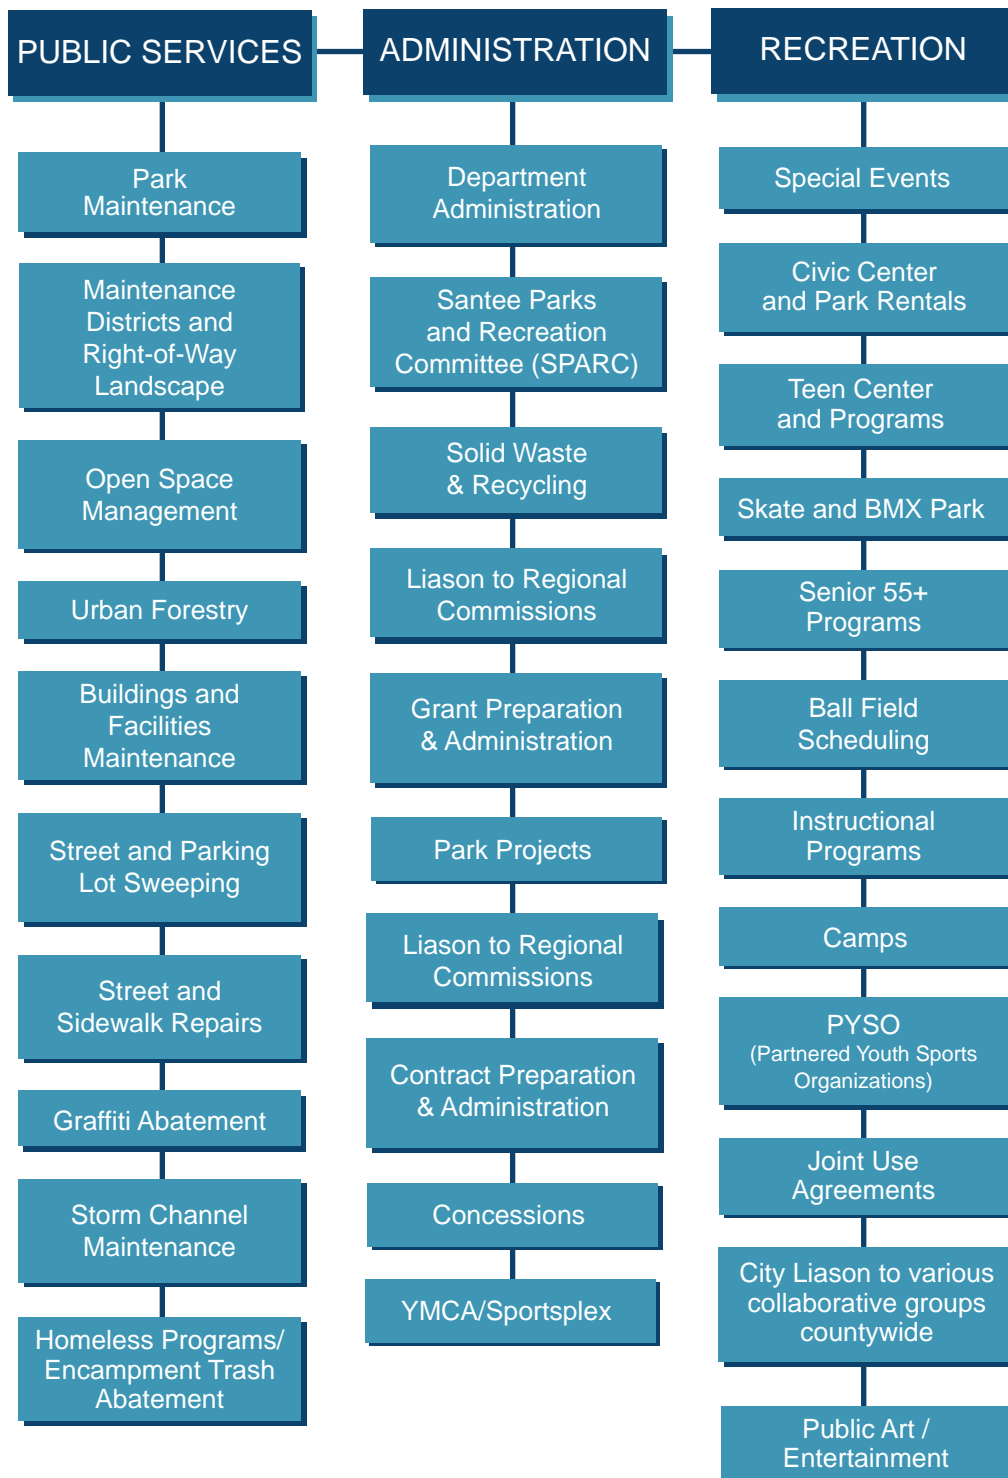 PUBLIC SERVICES
Park
Maintenance
Maintenance
Districts and
Right-of-Way
Landscape
Open Space
Management
Urban Forestry
Buildings and
Facilities
Maintenance
Street and Parking
Lot Sweeping
Street and
Sidewalk Repairs
Graffiti Abatement
Storm Channel
Maintenance
Homeless Programs/
Encampment Trash
Abatement
ADMINISTRATION
Department
Administration
Santee Parks
and Recreation
Committee (SPARC)
Solid Waste
& Recycling
Liason to Regional
Commissions
Grant Preparation
& Administration
Park Projects
Liason to Regional
Commissions
Contract Preparation
& Administration
Concessions
YMCA/Sportsplex
RECREATION
Special Events
Civic Center
and Park Rentals
Teen Center
and Programs
Skate and BMX Park
Senior 55+
Programs
Ball Field
Scheduling
Instructional
Programs
Camps
PYSO
(Partnered Youth Sports
Organizations)
Joint Use
Agreements
City Liason to various
collaborative groups
countywide
Public Art /
Entertainment